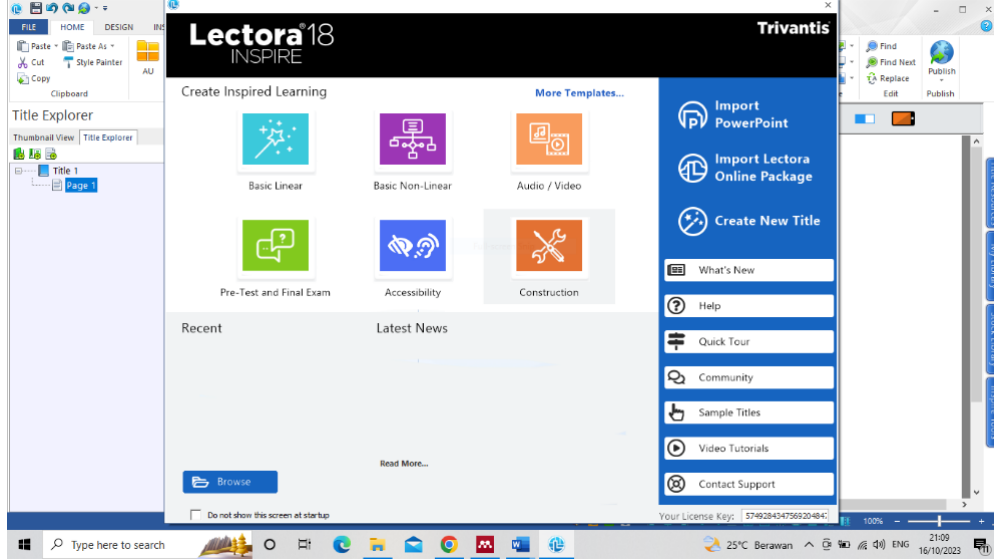 FILE HOME DESIGN INS
Paste Paste As
Cut Style Painter
Copy
AU
Clipboard
Find
Find Next
Replace
Edit
Publish
Publish
Title Explorer
Thumbnail View Title Explorer
Title 1
Page 1
Lectora®18
INSPIRE
Trivantis
Create Inspired Learning
More Templates...
Basic Linear
Basic Non-Linear
Audio / Video
Pre-Test and Final Exam
Accessibility
Construction
Recent
Latest News
Read More...
Browse
Do not show this screen at startup
Import
PowerPoint
Import Lectora
Online Package
Create New Title
What's New
Help
Quick Tour
Community
Sample Titles
Video Tutorials
Contact Support
Your License Key:
100%
Type here to search
25°C Berawan
ENG
21:09
16/10/2023